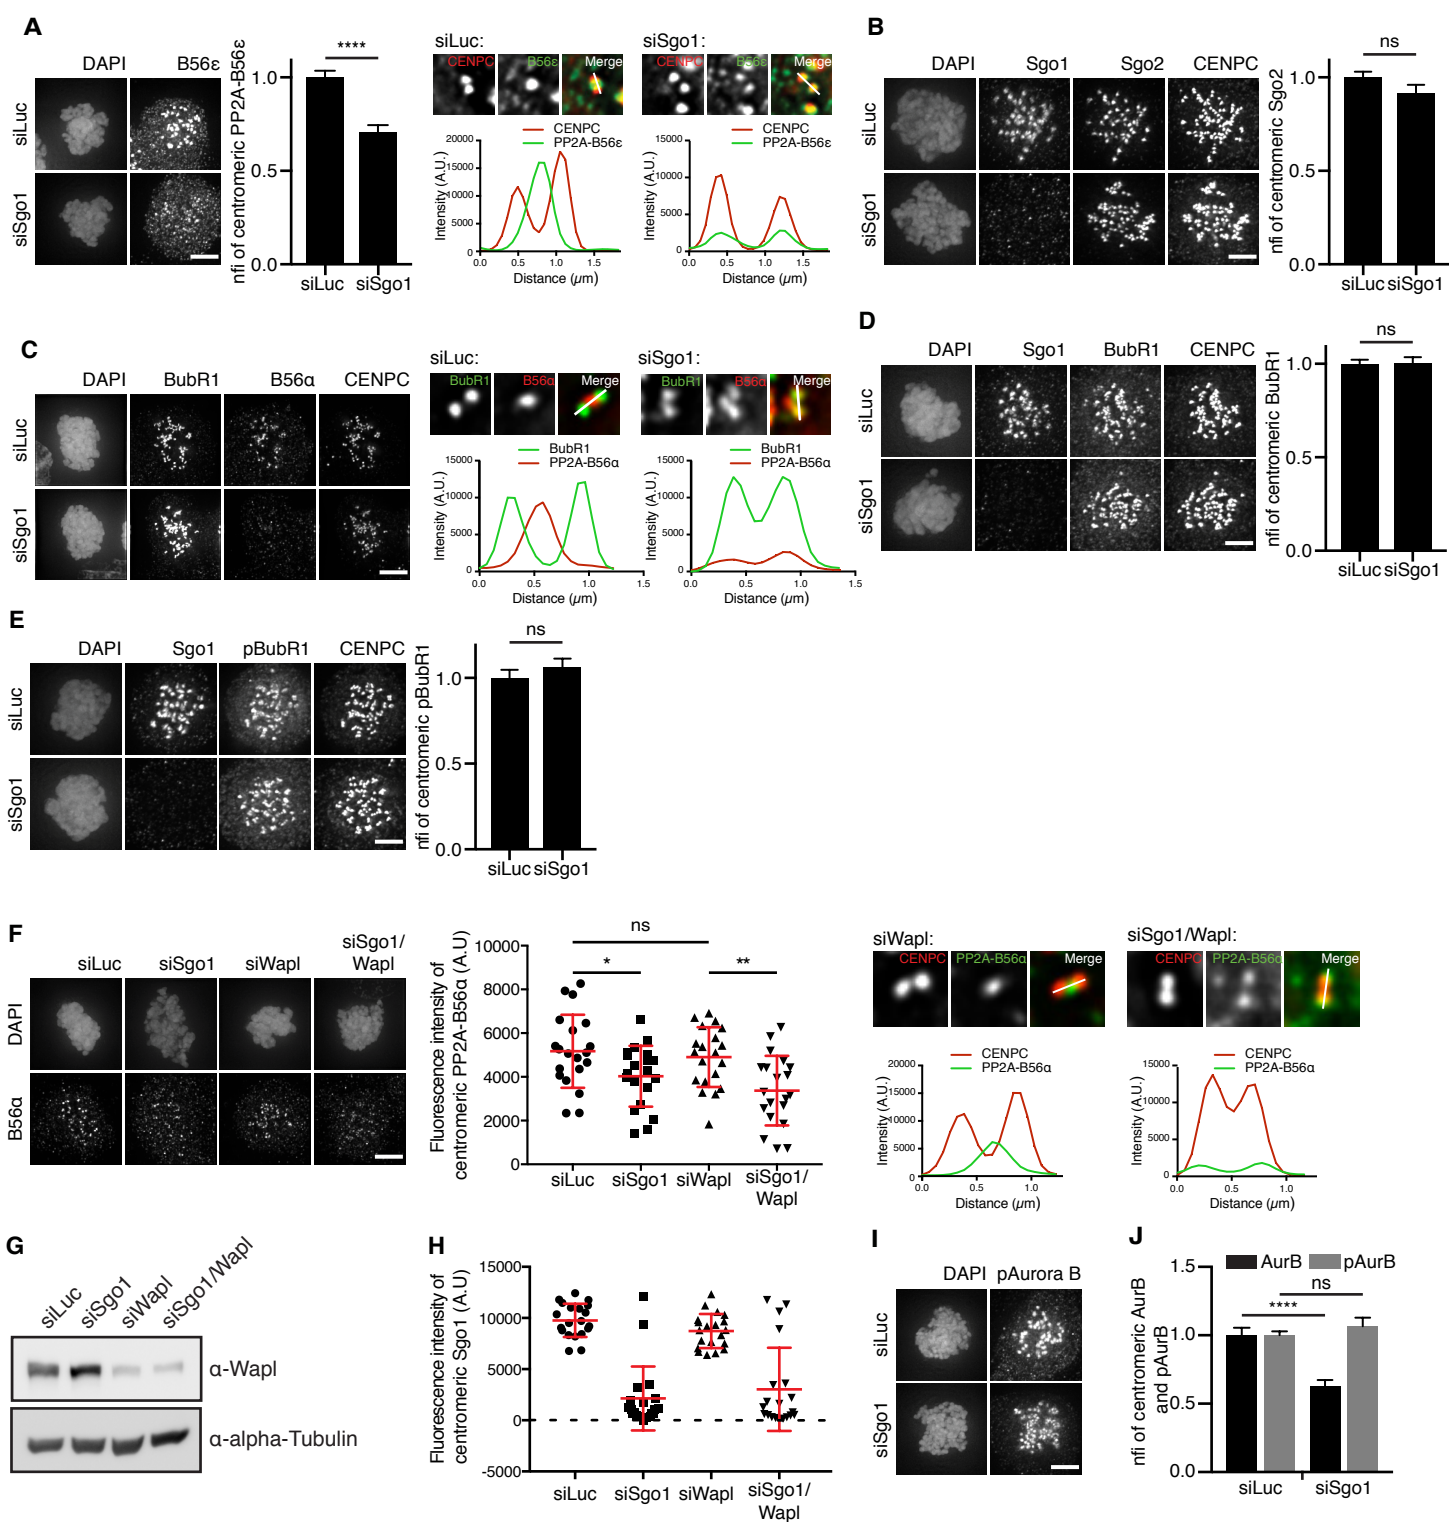 A
DAPI
B56ε
siLuc
siSgo1
nfi of centromeric PP2A-B56ε
****
1.0
0.5
0.0
siLuc
siSgo1
siLuc:
CENPC
B56ε
Merge
CENPC
PP2A-B56ε
Intensity (A.U.)
20000
15000
10000
5000
0
0.0
0.5
1.0
1.5
Distance (µm)
siSgo1:
CENPC
B56ε
Merge
CENPC
PP2A-B56ε
Intensity (A.U.)
15000
10000
5000
0
0.0
0.5
1.0
1.5
Distance (µm)
B
DAPI
Sgo1
Sgo2
CENPC
siLuc
siSgo1
nfi of centromeric Sgo2
ns
1.0
0.5
0.0
siLuc
siSgo1
C
DAPI
BubR1
B56α
CENPC
siLuc
siSgo1
siLuc:
BubR1
B56α
Merge
BubR1
PP2A-B56α
Intensity (A.U.)
15000
10000
5000
0
0.0
0.5
1.0
1.5
Distance (µm)
siSgo1:
BubR1
B56α
Merge
BubR1
PP2A-B56α
Intensity (A.U.)
15000
10000
5000
0
0.0
0.5
1.0
1.5
Distance (µm)
D
DAPI
Sgo1
BubR1
CENPC
siLuc
siSgo1
nfi of centromeric BubR1
ns
1.0
0.5
0.0
siLuc
siSgo1
E
DAPI
Sgo1
pBubR1
CENPC
siLuc
siSgo1
nfi of centromeric pBubR1
ns
1.0
0.5
0.0
siLuc
siSgo1
F
siLuc
siSgo1
siWapl
siSgo1/
Wapl
DAPI
B56α
Fluorescence intensity of
centromeric PP2A-B56α (A.U)
ns
*
**
10000
8000
6000
4000
2000
0
siLuc
siSgo1
siWapl
siSgo1/
Wapl
siWapl:
CENPC
PP2A-B56α
Merge
CENPC
PP2A-B56α
Intensity (A.U.)
20000
15000
10000
5000
0
0.0
0.5
1.0
Distance (µm)
siSgo1/Wapl:
CENPC
PP2A-B56α
Merge
CENPC
PP2A-B56α
Intensity (A.U.)
15000
10000
5000
0
0.0
0.5
1.0
Distance (µm)
G
siLuc
siSgo1
siWapl
siSgo1/Wapl
α-Wapl
α-alpha-Tubulin
H
Fluorescence intensity of
centromeric Sgo1 (A.U)
15000
10000
5000
0
-5000
siLuc
siSgo1
siWapl
siSgo1/
Wapl
I
DAPI
pAurora B
siLuc
siSgo1
J
AurB
pAurB
nfi of centromeric AurB
and pAurB
ns
****
1.5
1.0
0.5
0.0
siLuc
siSgo1